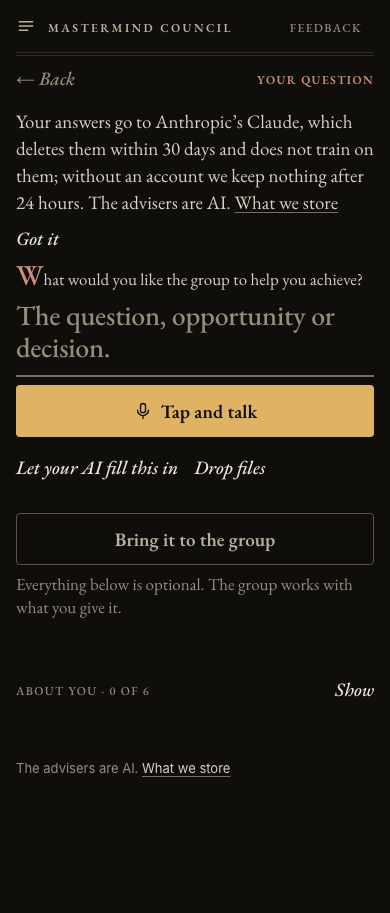 MASTERMIND COUNCIL
FEEDBACK
← Back
YOUR QUESTION
Your answers go to Anthropic’s Claude, which
deletes them within 30 days and does not train on
them; without an account we keep nothing after
24 hours. The advisers are AI. What we store
Got it
What would you like the group to help you achieve?
The question, opportunity or
decision.
Tap and talk
Let your AI fill this in
Drop files
Bring it to the group
Everything below is optional. The group works with
what you give it.
ABOUT YOU · 0 OF 6
Show
The advisers are AI. What we store